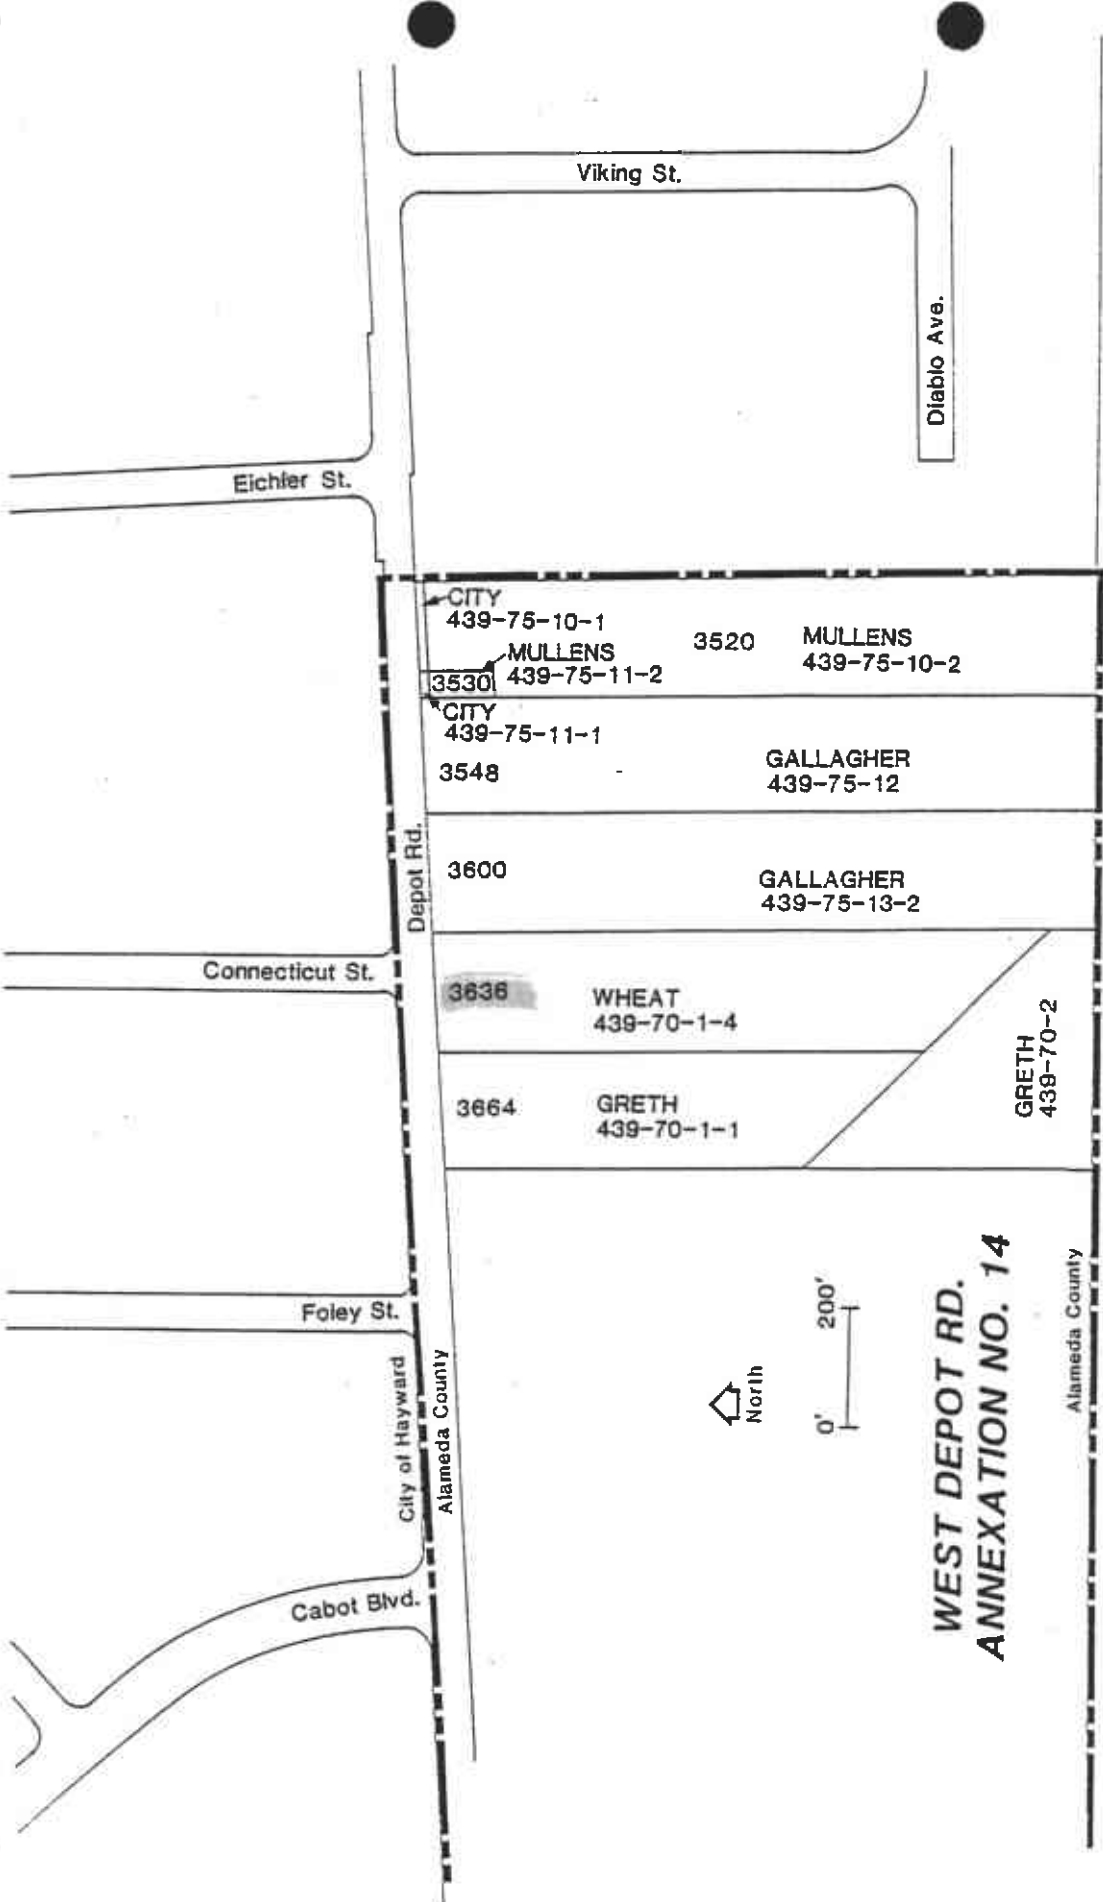 Viking St.
Diablo Ave.
Eichler St.
CITY
439-75-10-1
3520
MULLENS
439-75-10-2
MULLENS
439-75-11-2
3530
CITY
439-75-11-1
3548
GALLAGHER
439-75-12
Depot Rd.
3600
GALLAGHER
439-75-13-2
Connecticut St.
3636
WHEAT
439-70-1-4
GRETH
439-70-2
3664
GRETH
439-70-1-1
Foley St.
City of Hayward
Alameda County
North
0' 200'
WEST DEPOT RD.
ANNEXATION NO. 14
Alameda County
Cabot Blvd.